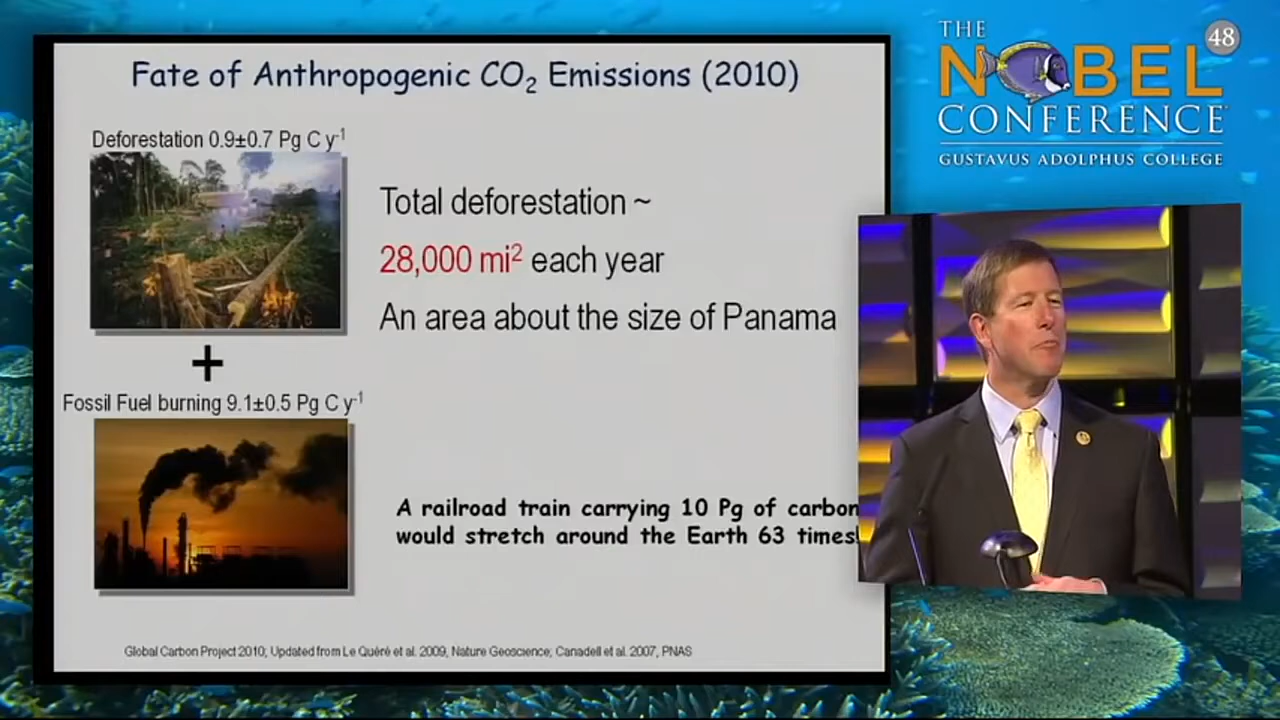 Fate of Anthropogenic CO₂ Emissions (2010)
Deforestation 0.9±0.7 Pg C y⁻¹
Total deforestation ~
28,000 mi² each year
An area about the size of Panama
+
Fossil Fuel burning 9.1±0.5 Pg C y⁻¹
A railroad train carrying 10 Pg of carbon
would stretch around the Earth 63 times!
Global Carbon Project 2010; Updated from Le Quéré et al. 2009, Nature Geoscience; Canadell et al. 2007, PNAS
THE
NOBEL
48
CONFERENCE
GUSTAVUS ADOLPHUS COLLEGE